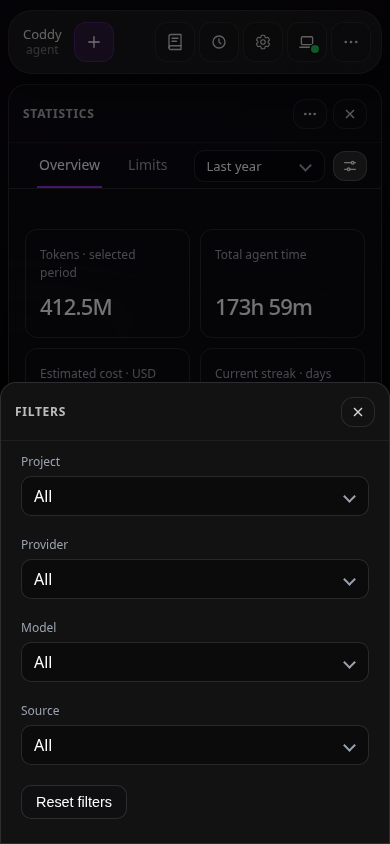 Coddy
agent
STATISTICS
Overview
Limits
Last year
Tokens · selected
period
412.5M
Total agent time
173h 59m
Estimated cost · USD
Current streak · days
FILTERS
Project
All
Provider
All
Model
All
Source
All
Reset filters